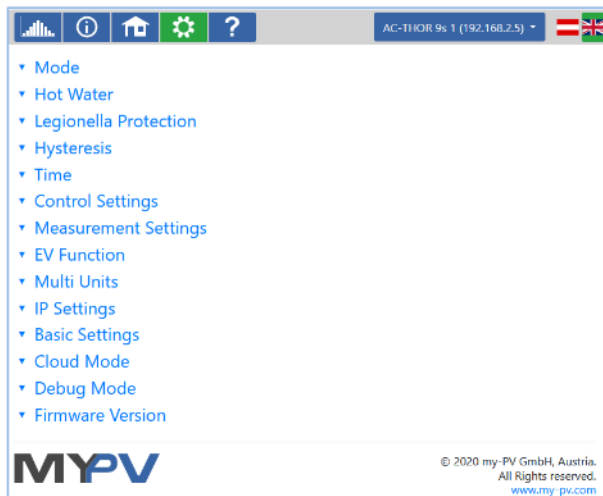 ?
AC-THOR 9s 1 (192.168.2.5)
Mode
Hot Water
Legionella Protection
Hysteresis
Time
Control Settings
Measurement Settings
EV Function
Multi Units
IP Settings
Basic Settings
Cloud Mode
Debug Mode
Firmware Version
MYPV
© 2020 my-PV GmbH, Austria.
All Rights reserved.
www.my-pv.com